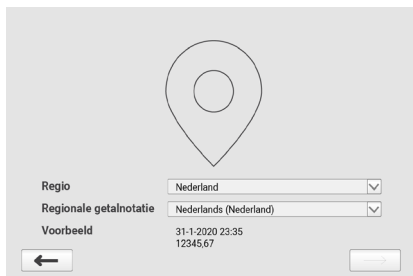 Regio Nederland
Regionale getalnotatie Nederlands (Nederland)
Voorbeeld 31-1-2020 23:35
12345,67